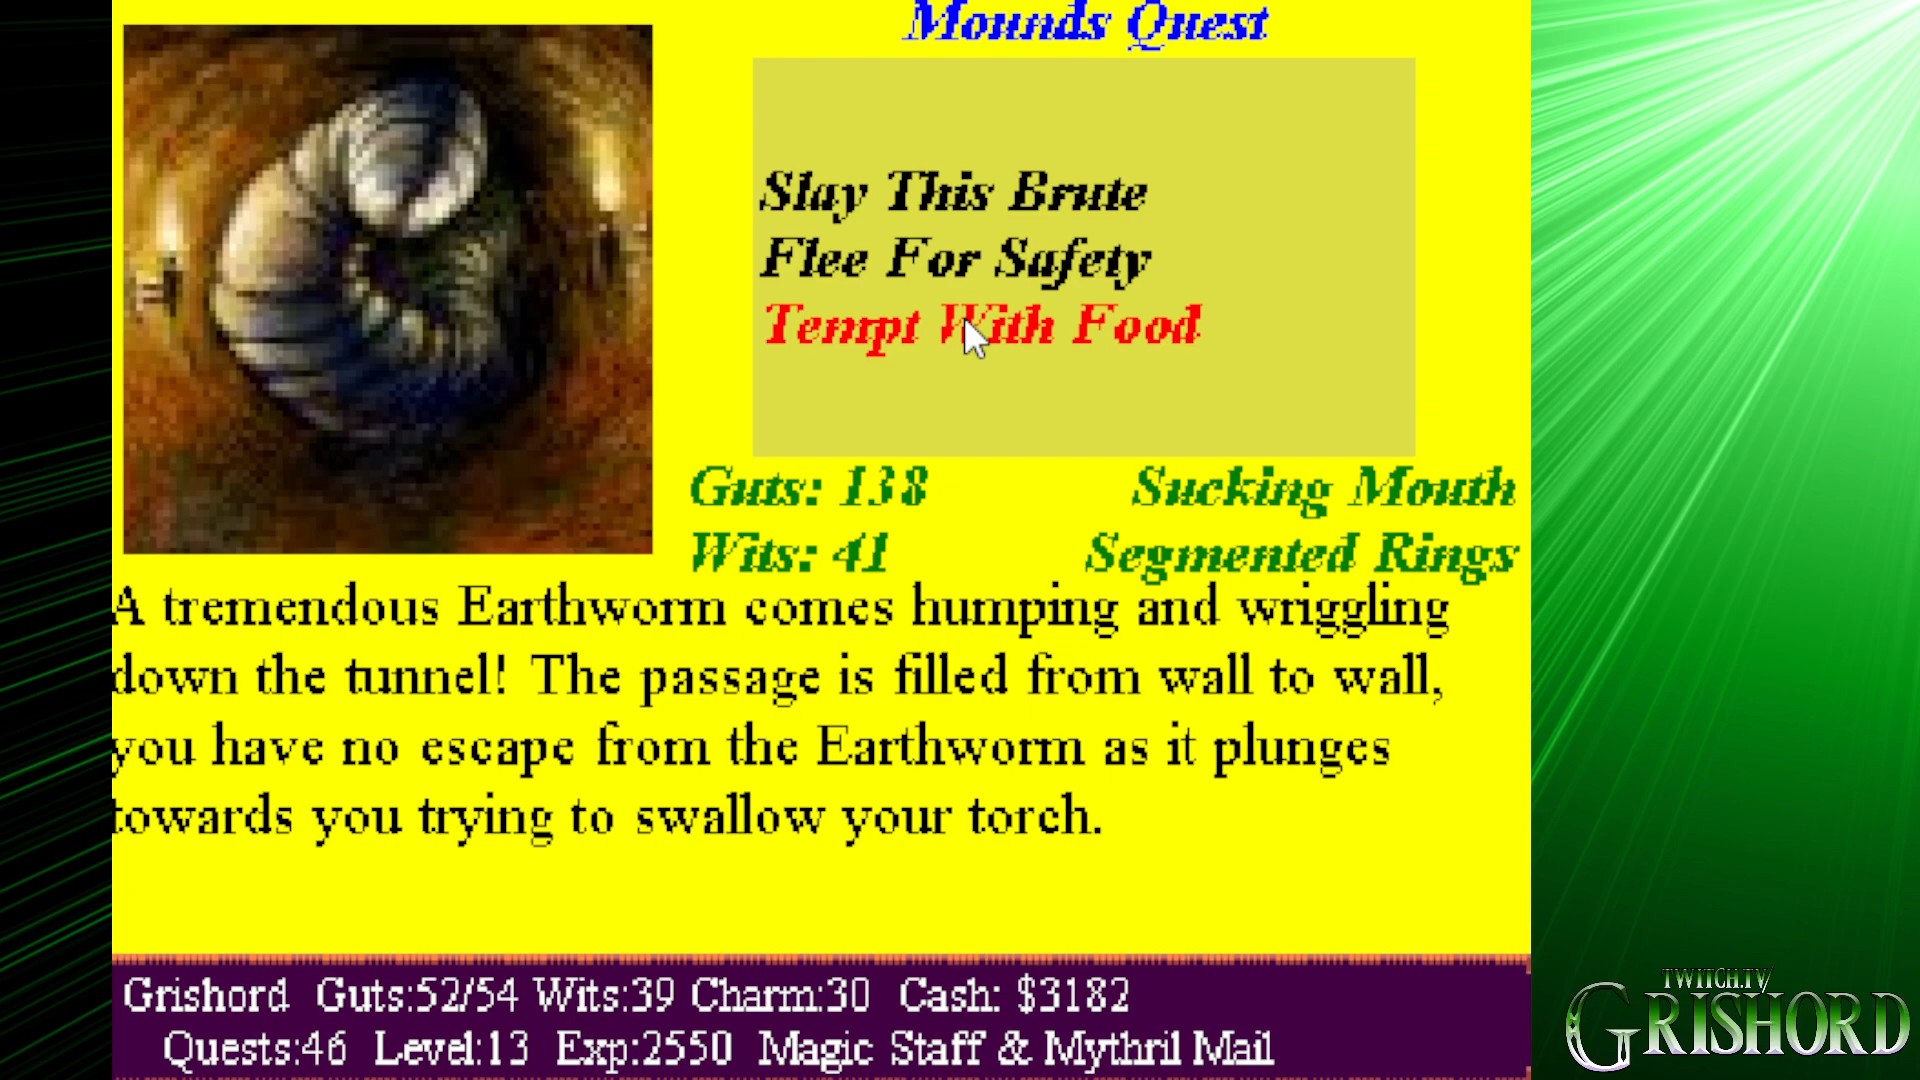 Mounds Quest
Slay This Brute
Flee For Safety
Tempt With Food
Guts: 138 Sucking Mouth
Wits: 41 Segmented Rings
A tremendous Earthworm comes humping and wriggling
down the tunnel! The passage is filled from wall to wall,
you have no escape from the Earthworm as it plunges
towards you trying to swallow your torch.
Grishord Guts:52/54 Wits:39 Charm:30 Cash: $3182
Quests:46 Level:13 Exp:2550 Magic Staff & Mythril Mail
TWITCH.TV/
GRISHORD